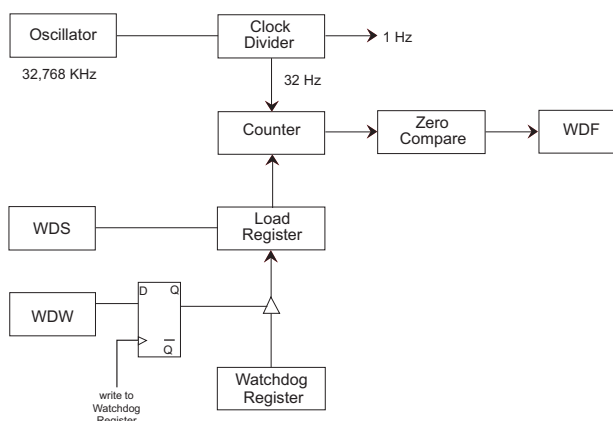 Oscillator
Clock
Divider
1 Hz
32,768 KHz
32 Hz
Counter
Zero
Compare
WDF
WDS
Load
Register
WDW
D Q
Q
write to
Watchdog
Register
Watchdog
Register